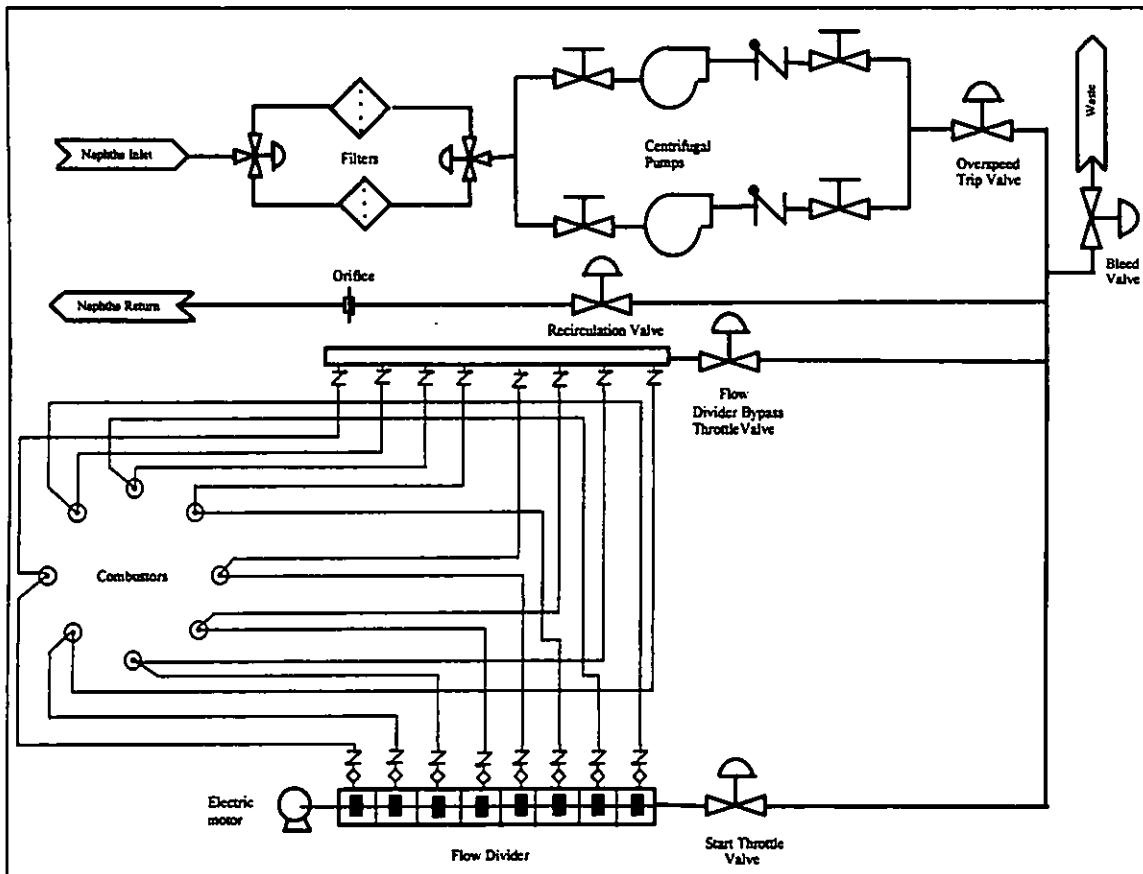 Naphtha Inlet
Filters
Centrifugal
Pumps
Overspeed
Trip Valve
Waste
Bleed
Valve
Orifice
Naphtha Return
Recirculation Valve
Flow
Divider Bypass
Throttle Valve
Combustors
Electric
motor
Flow Divider
Start Throttle
Valve